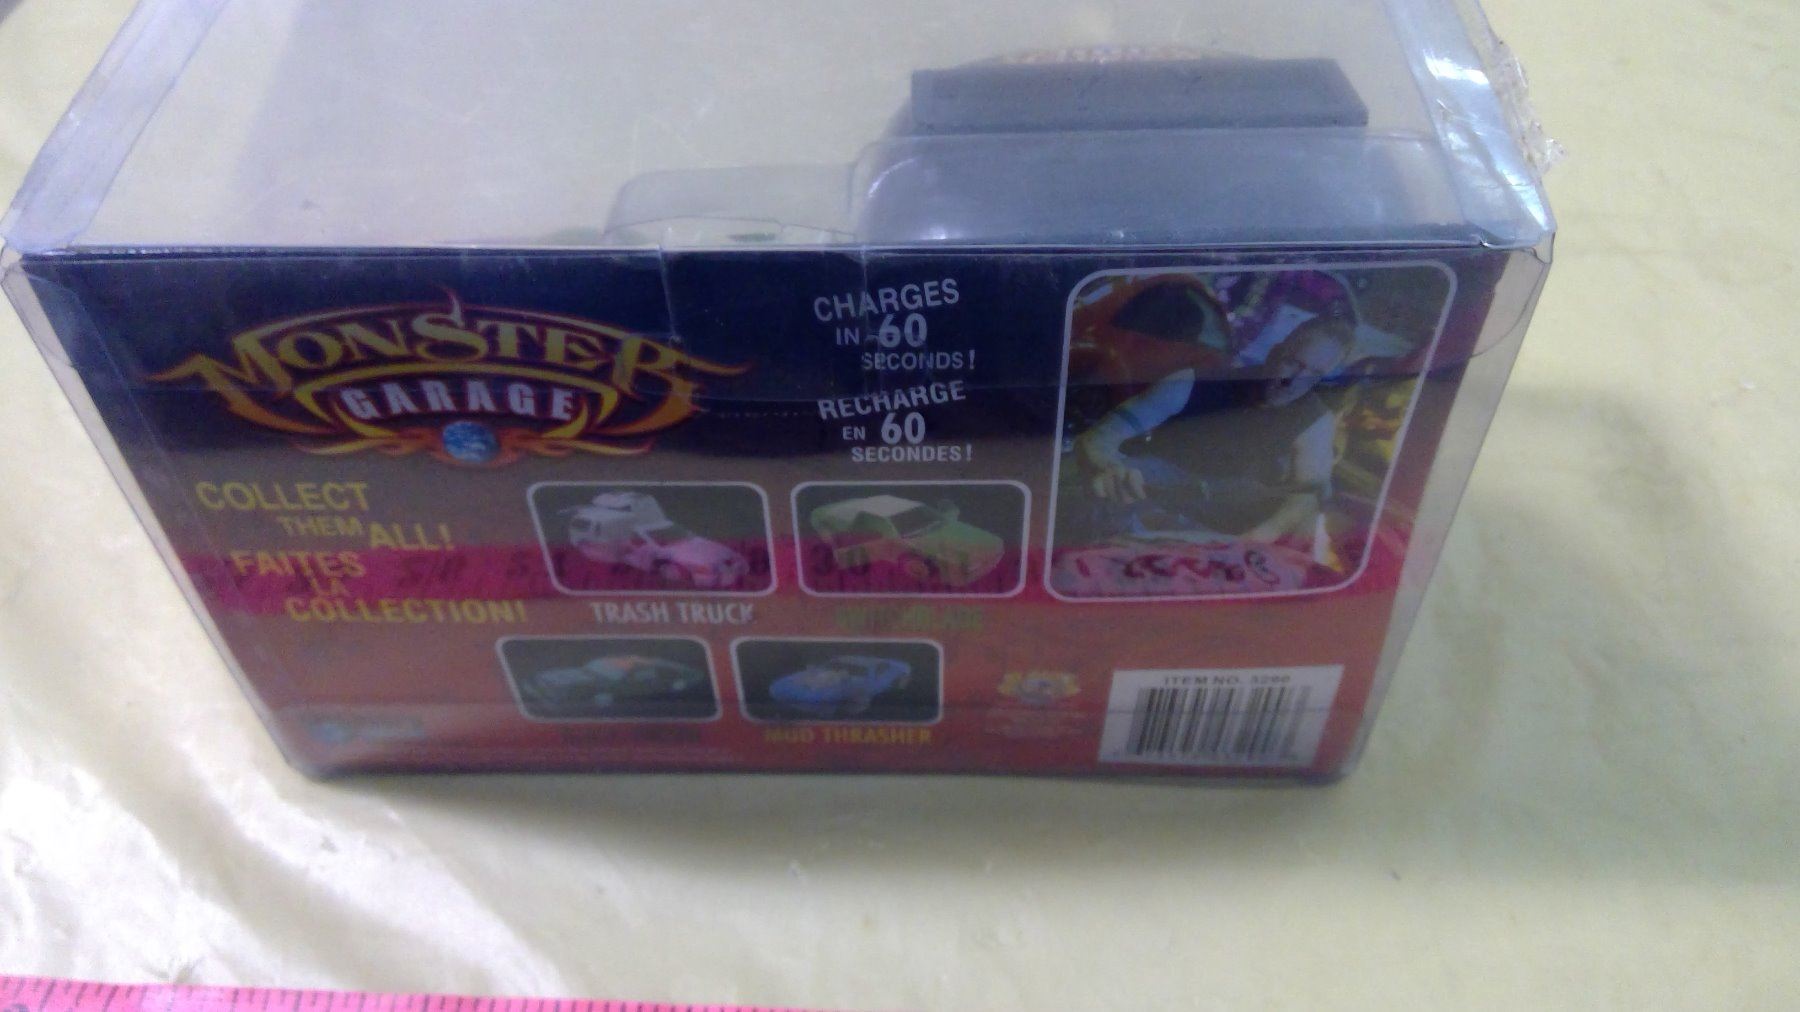 MONSTER
GARAGE
CHARGES
IN 60
SECONDS!
RECHARGE
EN 60
SECONDES!
COLLECT
THEM ALL!
FAITES
LA
COLLECTION!
TRASH TRUCK
MUD THRASHER
ITEM NO. 3290